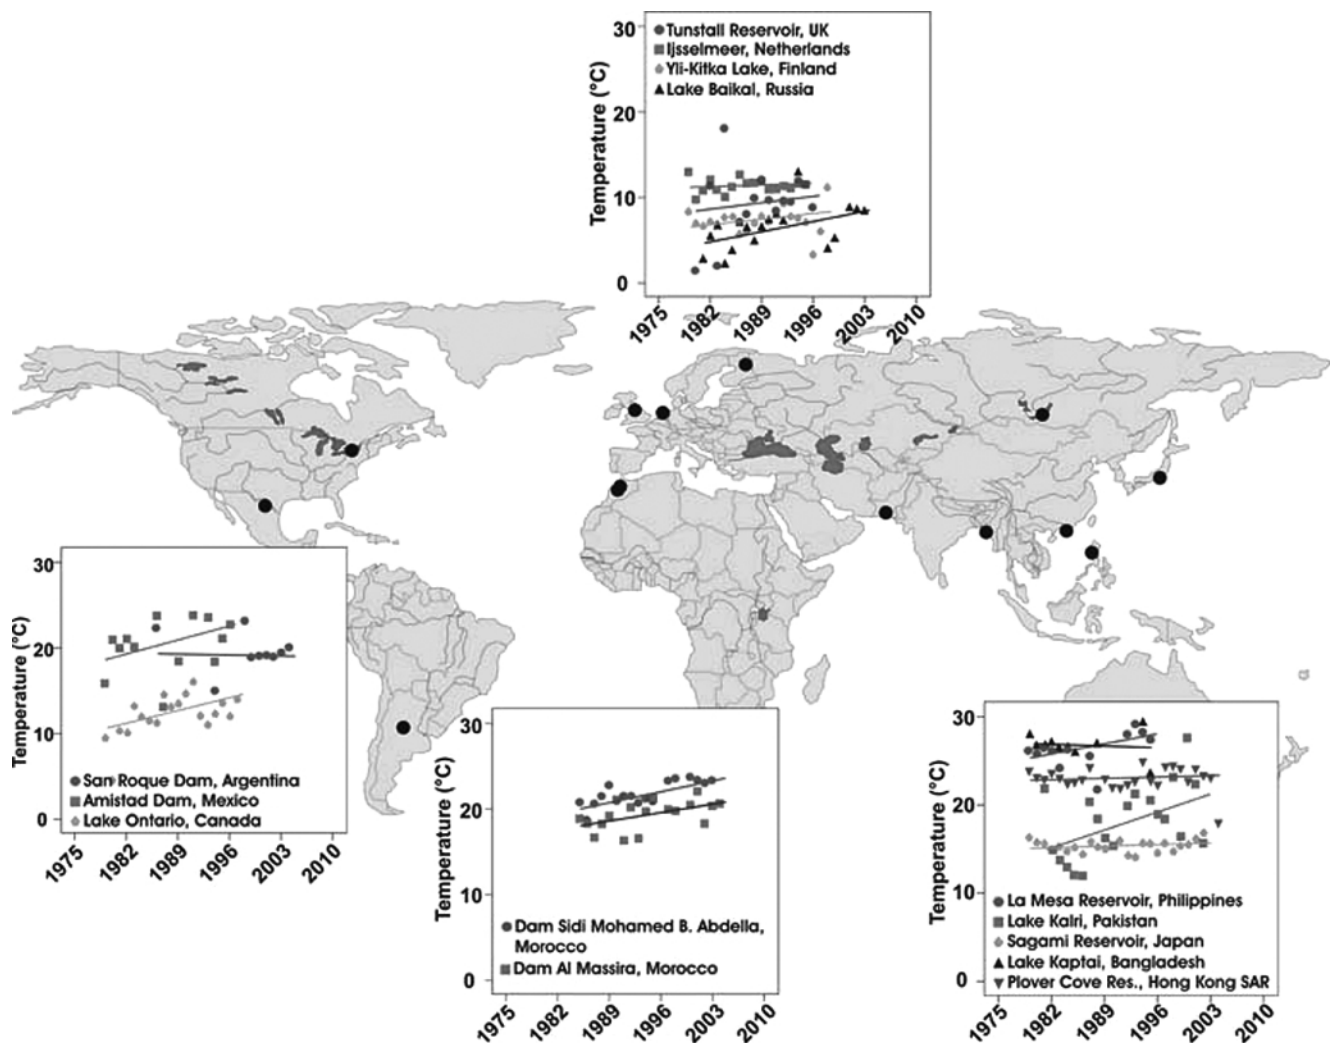 Tunstall Reservoir, UK
Ijsselmeer, Netherlands
Yli-Kitka Lake, Finland
Lake Baikal, Russia
Temperature (°C)
30
20
10
0
1975
1982
1989
1996
2003
2010
Temperature (°C)
30
20
10
0
San Roque Dam, Argentina
Amistad Dam, Mexico
Lake Ontario, Canada
1975
1982
1989
1996
2003
2010
Temperature (°C)
30
20
10
0
Dam Sidi Mohamed B. Abdella,
Morocco
Dam Al Massira, Morocco
1975
1982
1989
1996
2003
2010
Temperature (°C)
30
20
10
0
La Mesa Reservoir, Philippines
Lake Kalri, Pakistan
Sagami Reservoir, Japan
Lake Kaptai, Bangladesh
Plover Cove Res., Hong Kong SAR
1975
1982
1989
1996
2003
2010